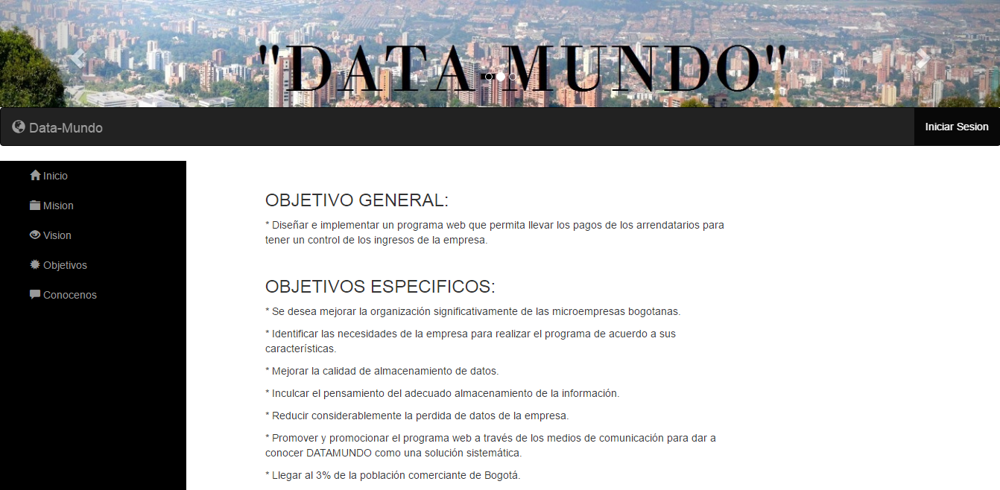 "DATA MUNDO"
Data-Mundo
Iniciar Sesion
Inicio
Mision
Vision
Objetivos
Conocenos
OBJETIVO GENERAL:
* Diseñar e implementar un programa web que permita llevar los pagos de los arrendatarios para
tener un control de los ingresos de la empresa.
OBJETIVOS ESPECIFICOS:
* Se desea mejorar la organización significativamente de las microempresas bogotanas.
* Identificar las necesidades de la empresa para realizar el programa de acuerdo a sus
características.
* Mejorar la calidad de almacenamiento de datos.
* Inculcar el pensamiento del adecuado almacenamiento de la información.
* Reducir considerablemente la perdida de datos de la empresa.
* Promover y promocionar el programa web a través de los medios de comunicación para dar a
conocer DATAMUNDO como una solución sistemática.
* Llegar al 3% de la población comerciante de Bogotá.